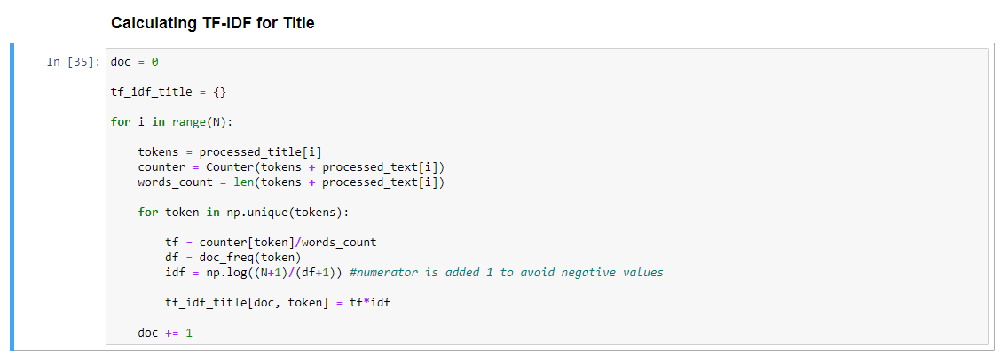 Calculating TF-IDF for Title
In [35]: doc = 0
tf_idf_title = {}
for i in range(N):
tokens = processed_title[i]
counter = Counter(tokens + processed_text[i])
words_count = len(tokens + processed_text[i])
for token in np.unique(tokens):
tf = counter[token]/words_count
df = doc_freq(token)
idf = np.log((N+1)/(df+1)) #numerator is added 1 to avoid negative values
tf_idf_title[doc, token] = tf*idf
doc += 1